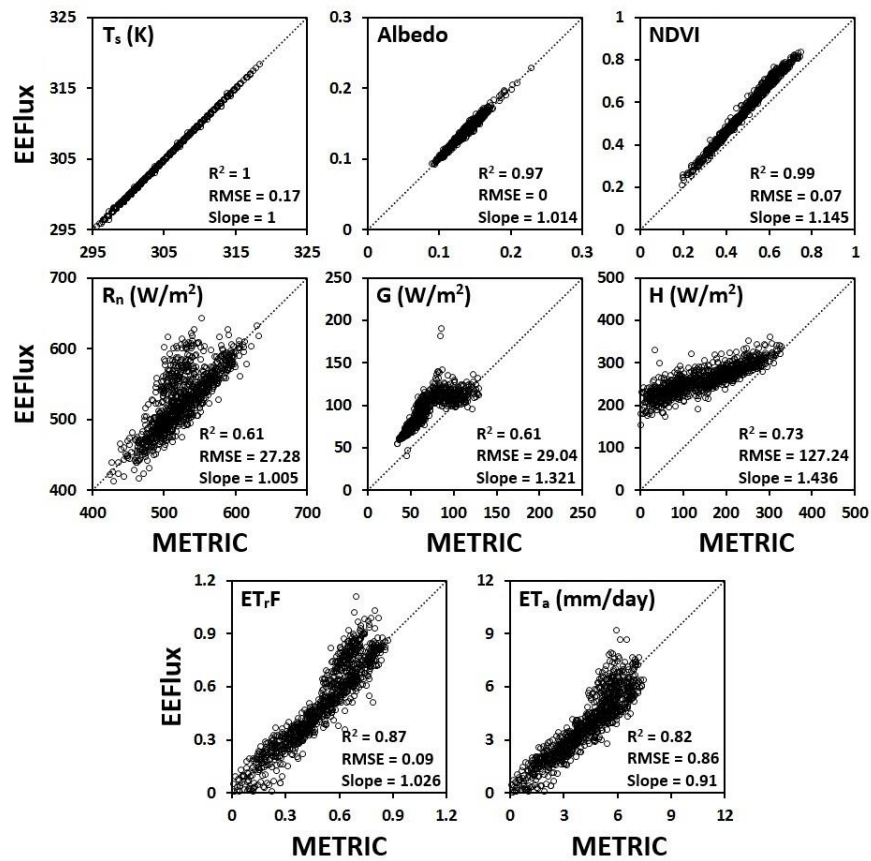 T_s (K)
Albedo
NDVI
EEFlux
325
315
305
295
295 305 315 325
R² = 1
RMSE = 0.17
Slope = 1
0.3
0.2
0.1
0
0 0.1 0.2 0.3
R² = 0.97
RMSE = 0
Slope = 1.014
1
0.8
0.6
0.4
0.2
0
0 0.2 0.4 0.6 0.8 1
R² = 0.99
RMSE = 0.07
Slope = 1.145
R_n (W/m²)
G (W/m²)
H (W/m²)
EEFlux
700
600
500
400
400 500 600 700
R² = 0.61
RMSE = 27.28
Slope = 1.005
METRIC
250
200
150
100
50
0
0 50 100 150 200 250
R² = 0.61
RMSE = 29.04
Slope = 1.321
METRIC
500
400
300
200
100
0
0 100 200 300 400 500
R² = 0.73
RMSE = 127.24
Slope = 1.436
METRIC
ET_rF
ET_a (mm/day)
EEFlux
1.2
0.9
0.6
0.3
0
0 0.3 0.6 0.9 1.2
R² = 0.87
RMSE = 0.09
Slope = 1.026
METRIC
12
9
6
3
0
0 3 6 9 12
R² = 0.82
RMSE = 0.86
Slope = 0.91
METRIC